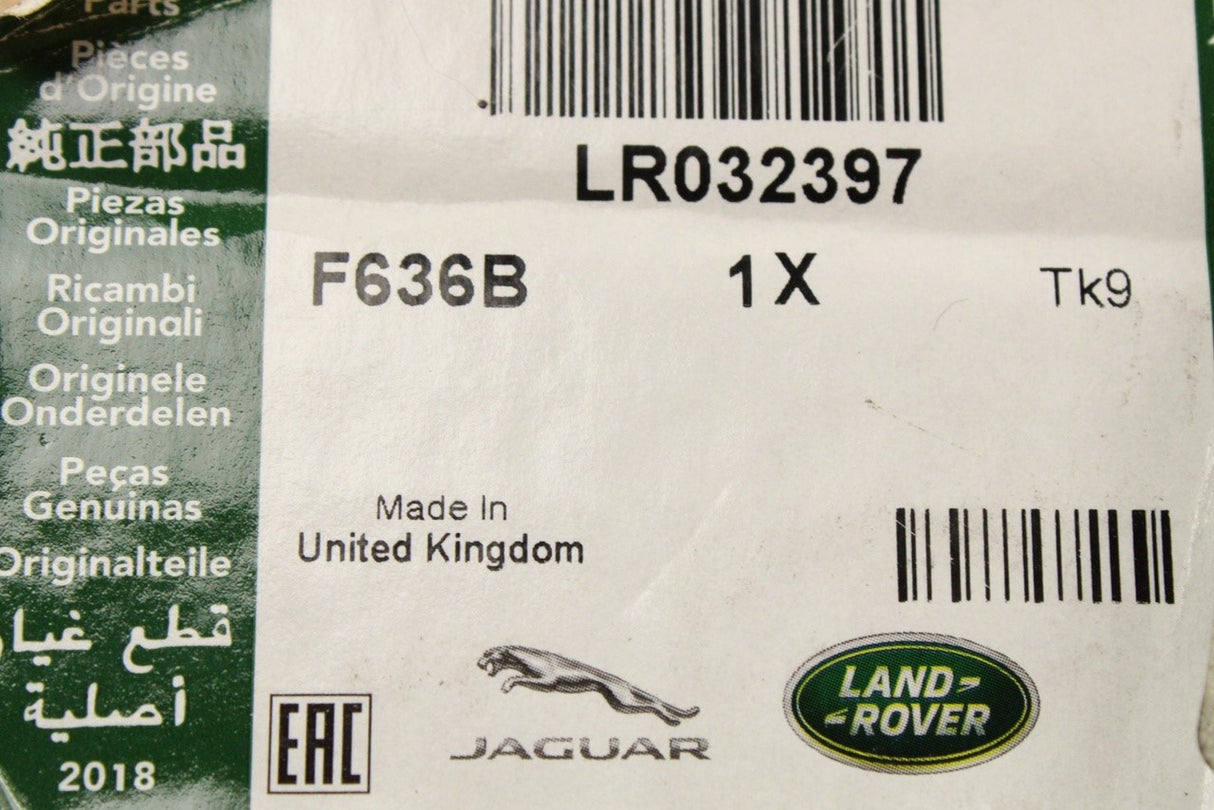 Parts
Pièces
d'Origine
純正部品
Piezas
Originales
Ricambi
Originali
Originele
Onderdelen
Peças
Genuinas
Originalteile
قطع غيار
أصلية
2018
LR032397
F636B 1X Tk9
Made In
United Kingdom
EAC
JAGUAR
LAND-
-ROVER